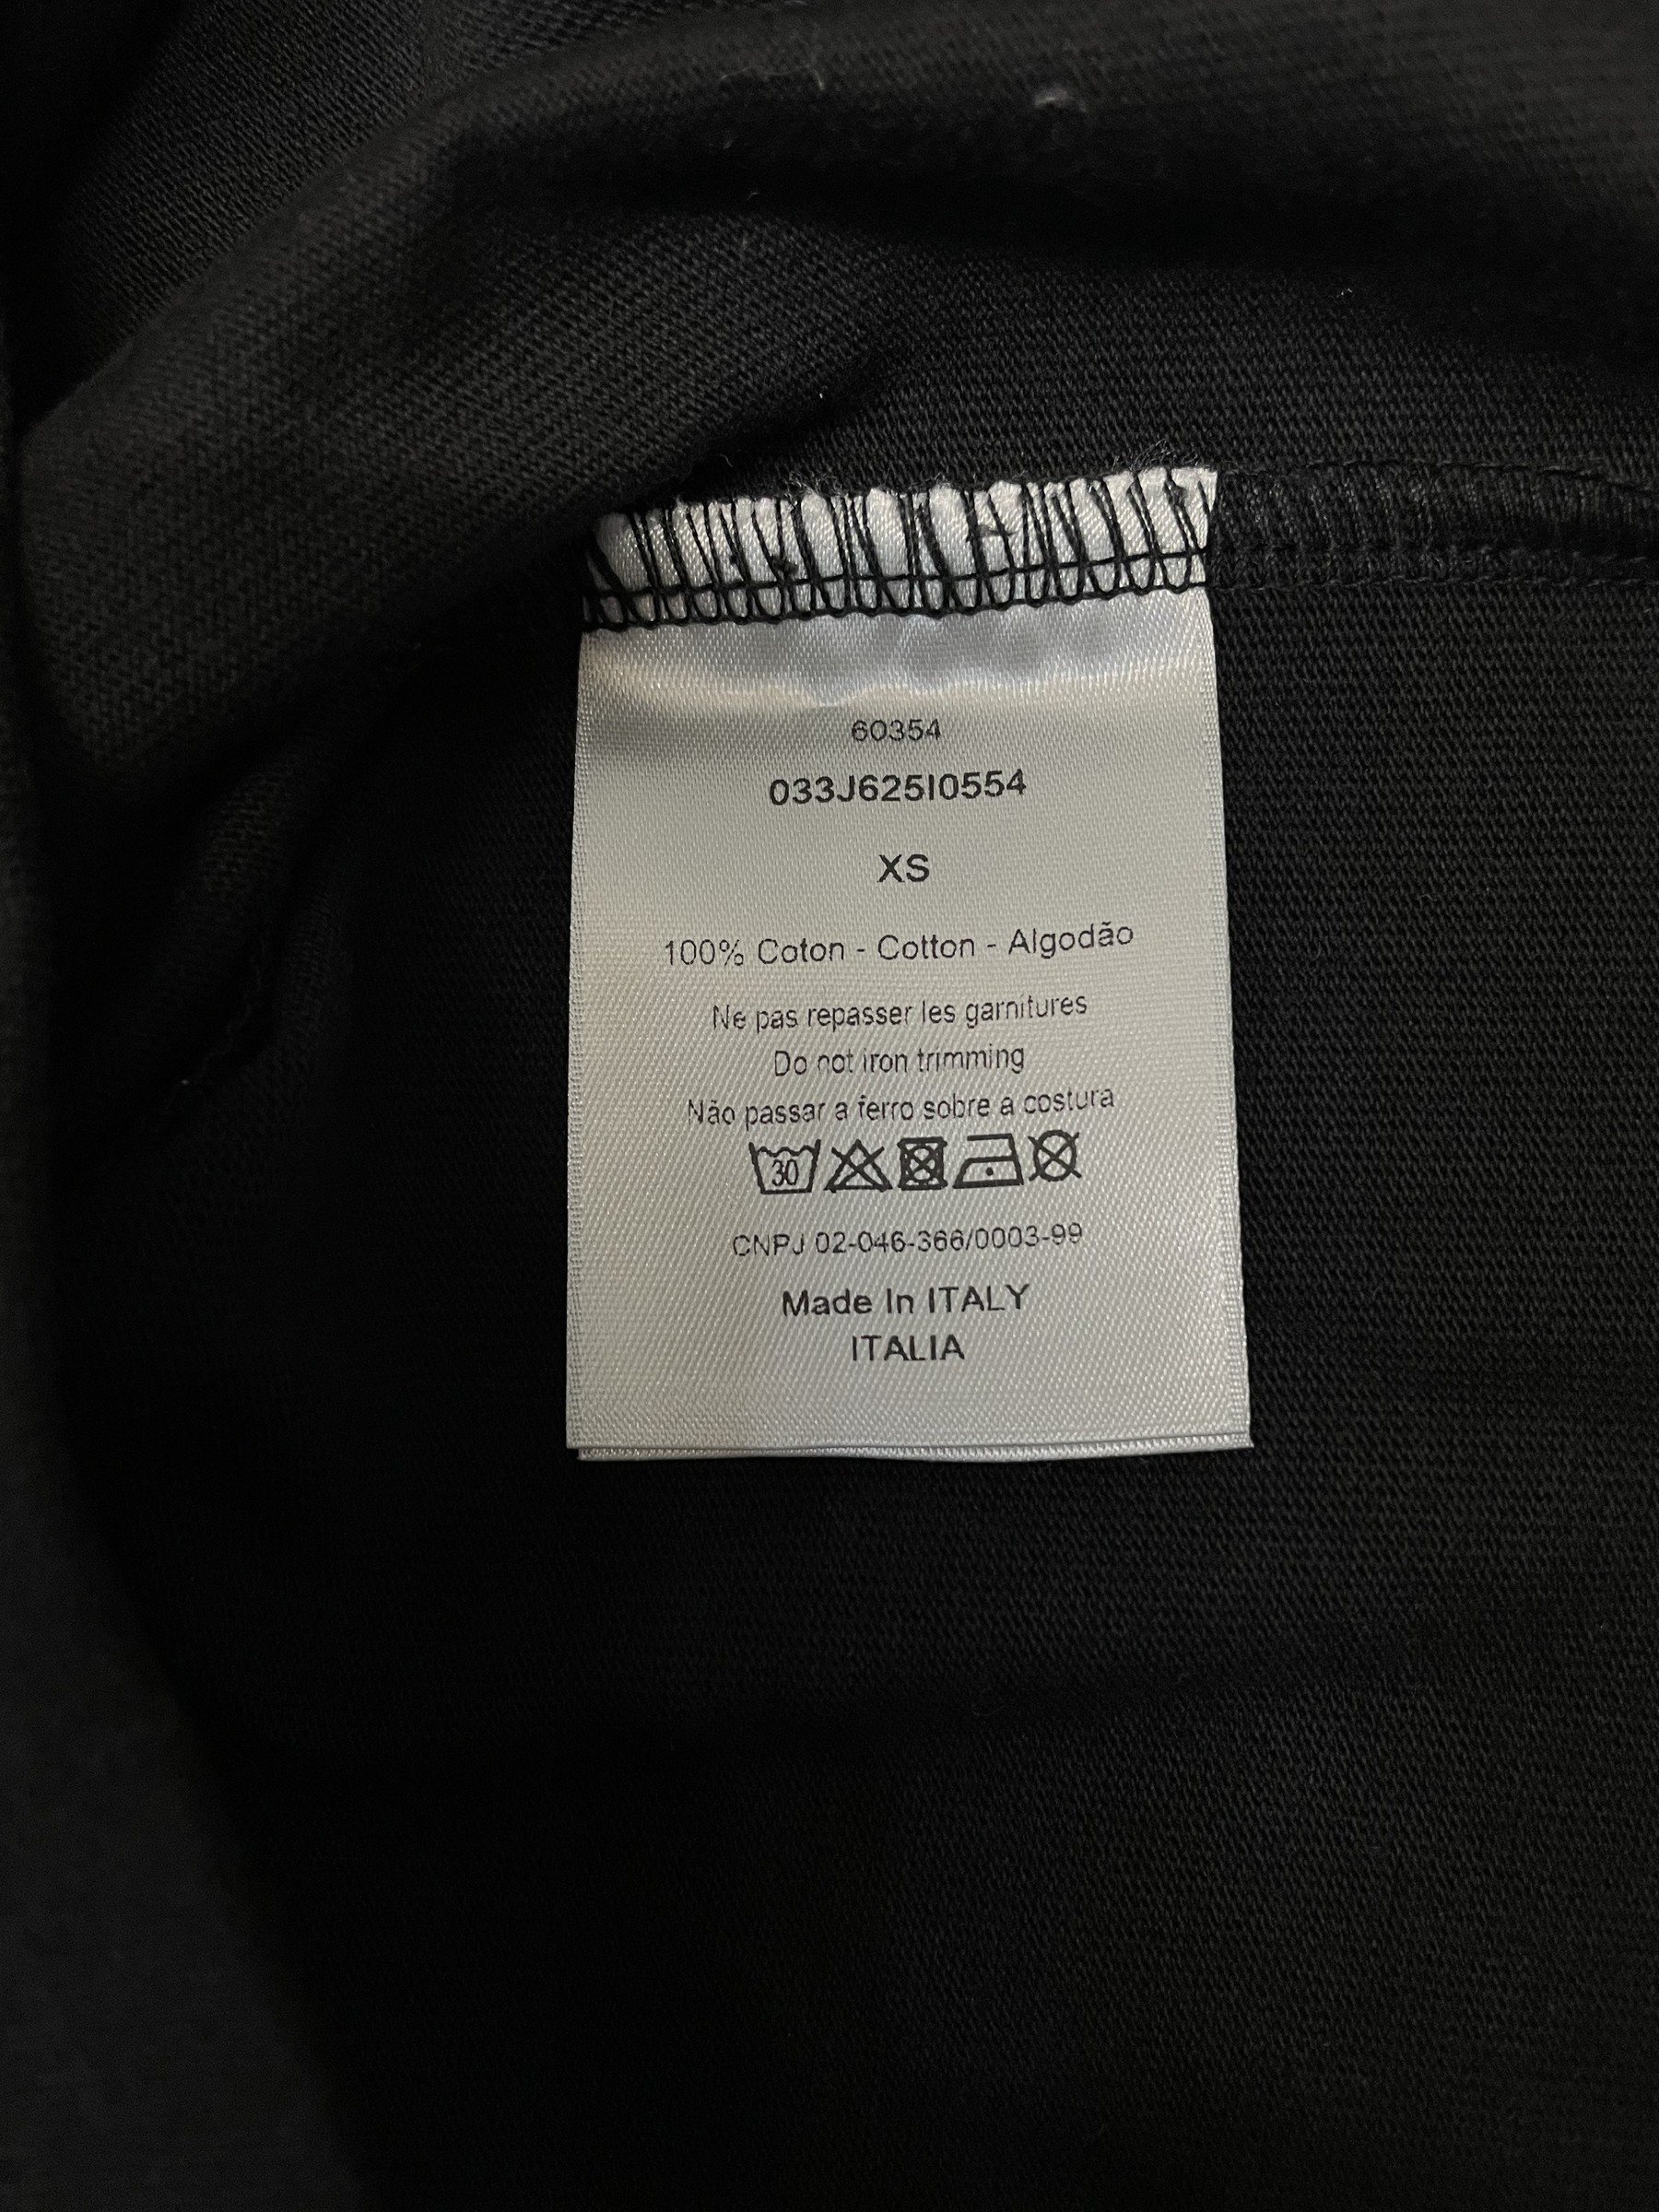 60354
033J625I0554
XS
100% Coton - Cotton - Algodão
Ne pas repasser les garnitures
Do not iron trimming
Não passar a ferro sobre a costura
30
CNPJ 02-046-366/0003-99
Made In ITALY
ITALIA